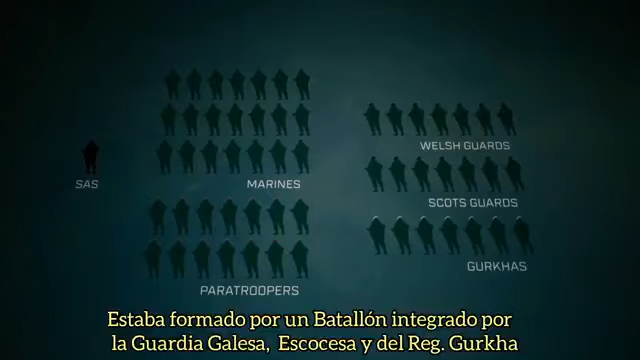 WELSH GUARDS
SAS
MARINES
SCOTS GUARDS
GURKHAS
PARATROOPERS
Estaba formado por un Batallón integrado por
la Guardia Galesa, Escocesa y del Reg. Gurkha